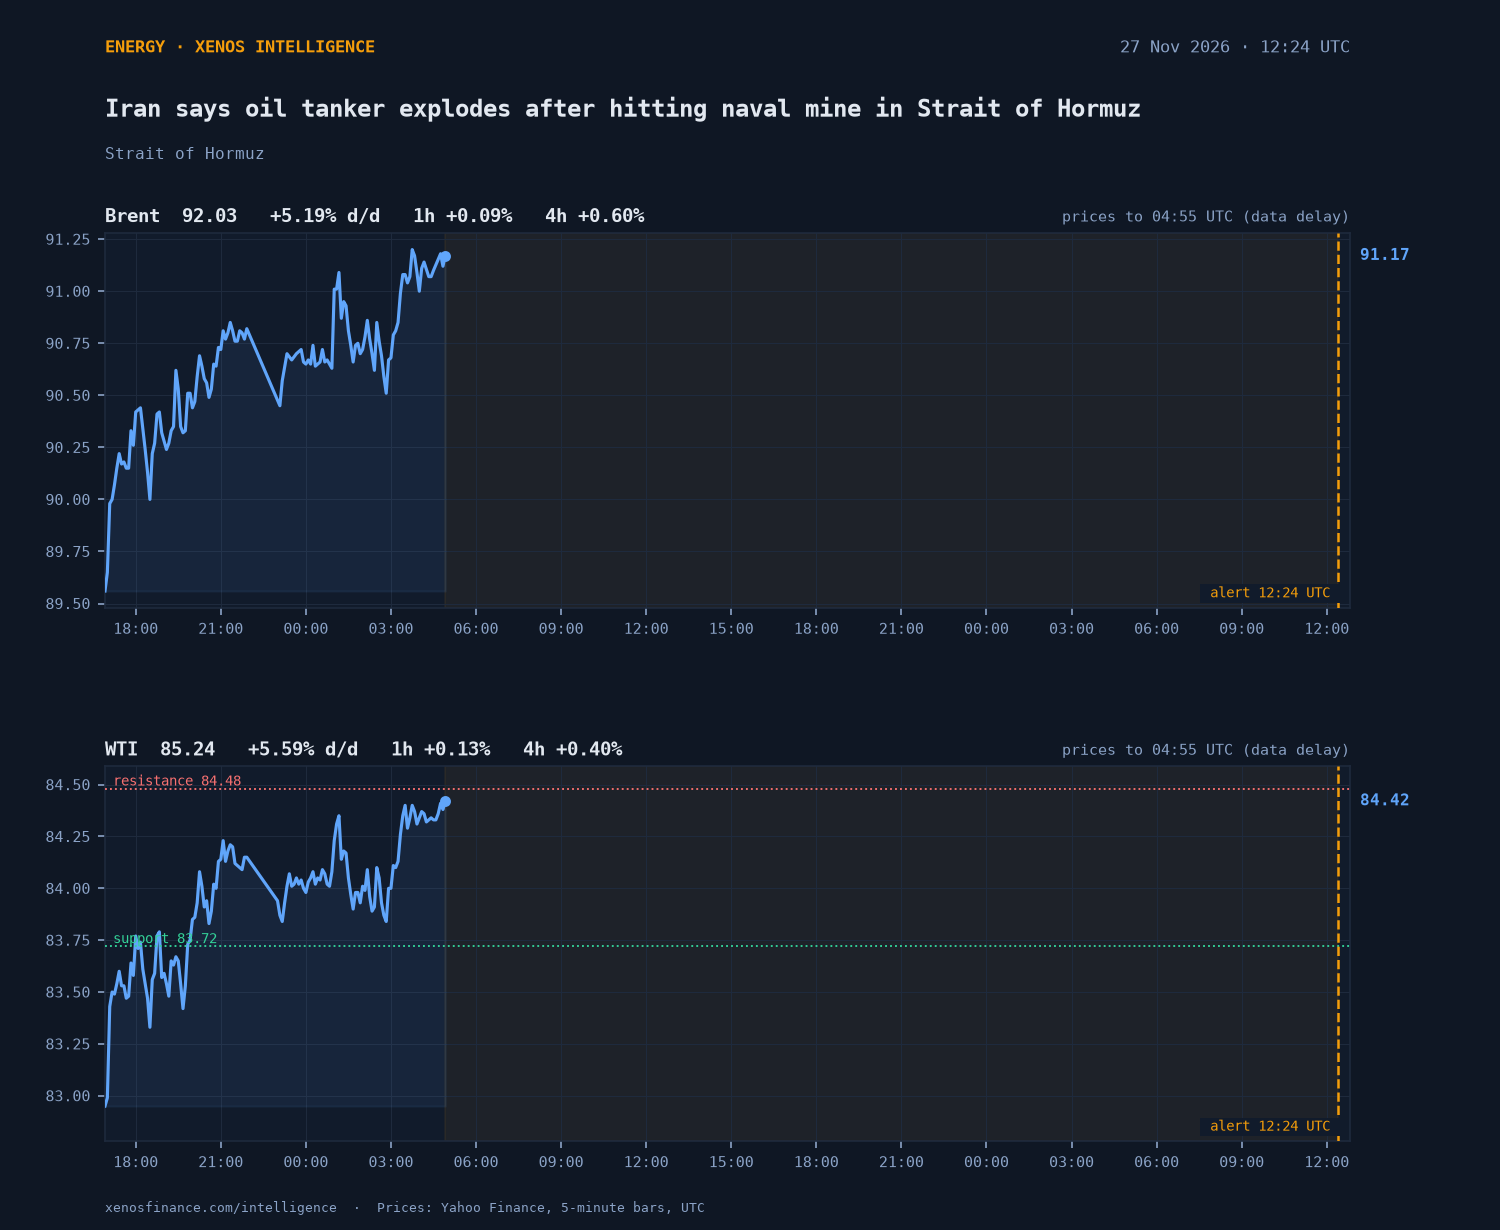 ENERGY · XENOS INTELLIGENCE
27 Nov 2026 · 12:24 UTC
Iran says oil tanker explodes after hitting naval mine in Strait of Hormuz
Strait of Hormuz
Brent 92.03 +5.19% d/d 1h +0.09% 4h +0.60%
prices to 04:55 UTC (data delay)
91.25
91.00
90.75
90.50
90.25
90.00
89.75
89.50
91.17
alert 12:24 UTC
18:00 21:00 00:00 03:00 06:00 09:00 12:00 15:00 18:00 21:00 00:00 03:00 06:00 09:00 12:00
WTI 85.24 +5.59% d/d 1h +0.13% 4h +0.40%
prices to 04:55 UTC (data delay)
resistance 84.48
84.50
84.42
84.25
84.00
support 83.72
83.75
83.50
83.25
83.00
alert 12:24 UTC
18:00 21:00 00:00 03:00 06:00 09:00 12:00 15:00 18:00 21:00 00:00 03:00 06:00 09:00 12:00
xenosfinance.com/intelligence · Prices: Yahoo Finance, 5-minute bars, UTC